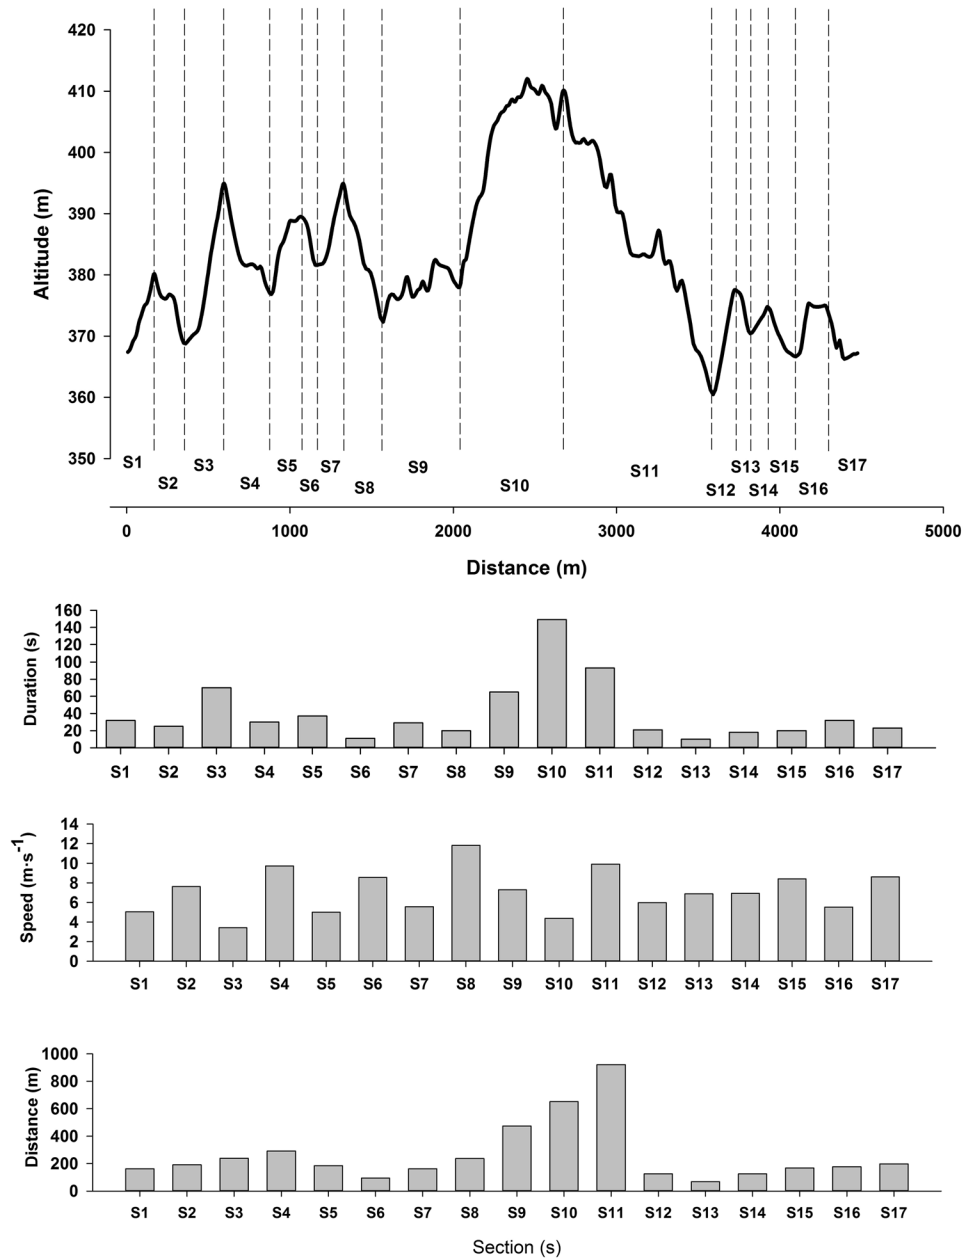 420
410
400
390
380
370
360
350
Altitude (m)
S1 S3 S5 S7 S9 S11 S13 S15 S17
S2 S4 S6 S8 S10 S12 S14 S16
0 1000 2000 3000 4000 5000
Distance (m)
160
140
120
100
80
60
40
20
0
Duration (s)
S1 S2 S3 S4 S5 S6 S7 S8 S9 S10 S11 S12 S13 S14 S15 S16 S17
14
12
10
8
6
4
2
0
Speed (m·s⁻¹)
S1 S2 S3 S4 S5 S6 S7 S8 S9 S10 S11 S12 S13 S14 S15 S16 S17
1000
800
600
400
200
0
Distance (m)
S1 S2 S3 S4 S5 S6 S7 S8 S9 S10 S11 S12 S13 S14 S15 S16 S17
Section (s)